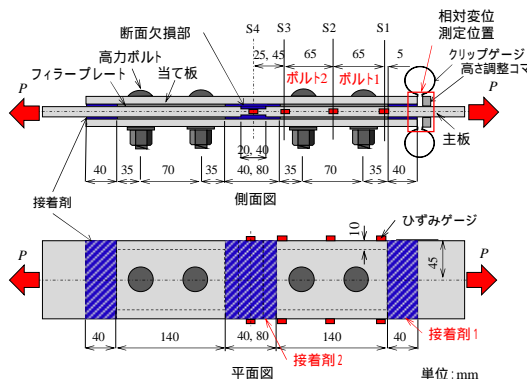 相対変位
測定位置
クリップゲージ
高さ調整コマ
断面欠損部
高力ボルト
フィラープレート 当て板
S4 S3 S2 S1
25, 45 65 65 5
ボルト2 ボルト1
P P
主板
20, 40
40 35 70 35 40, 80 35 70 35 40
側面図
接着剤
ひずみゲージ
10
45
P P
40 140 40, 80 140 40
接着剤2
接着剤1
平面図
単位: mm